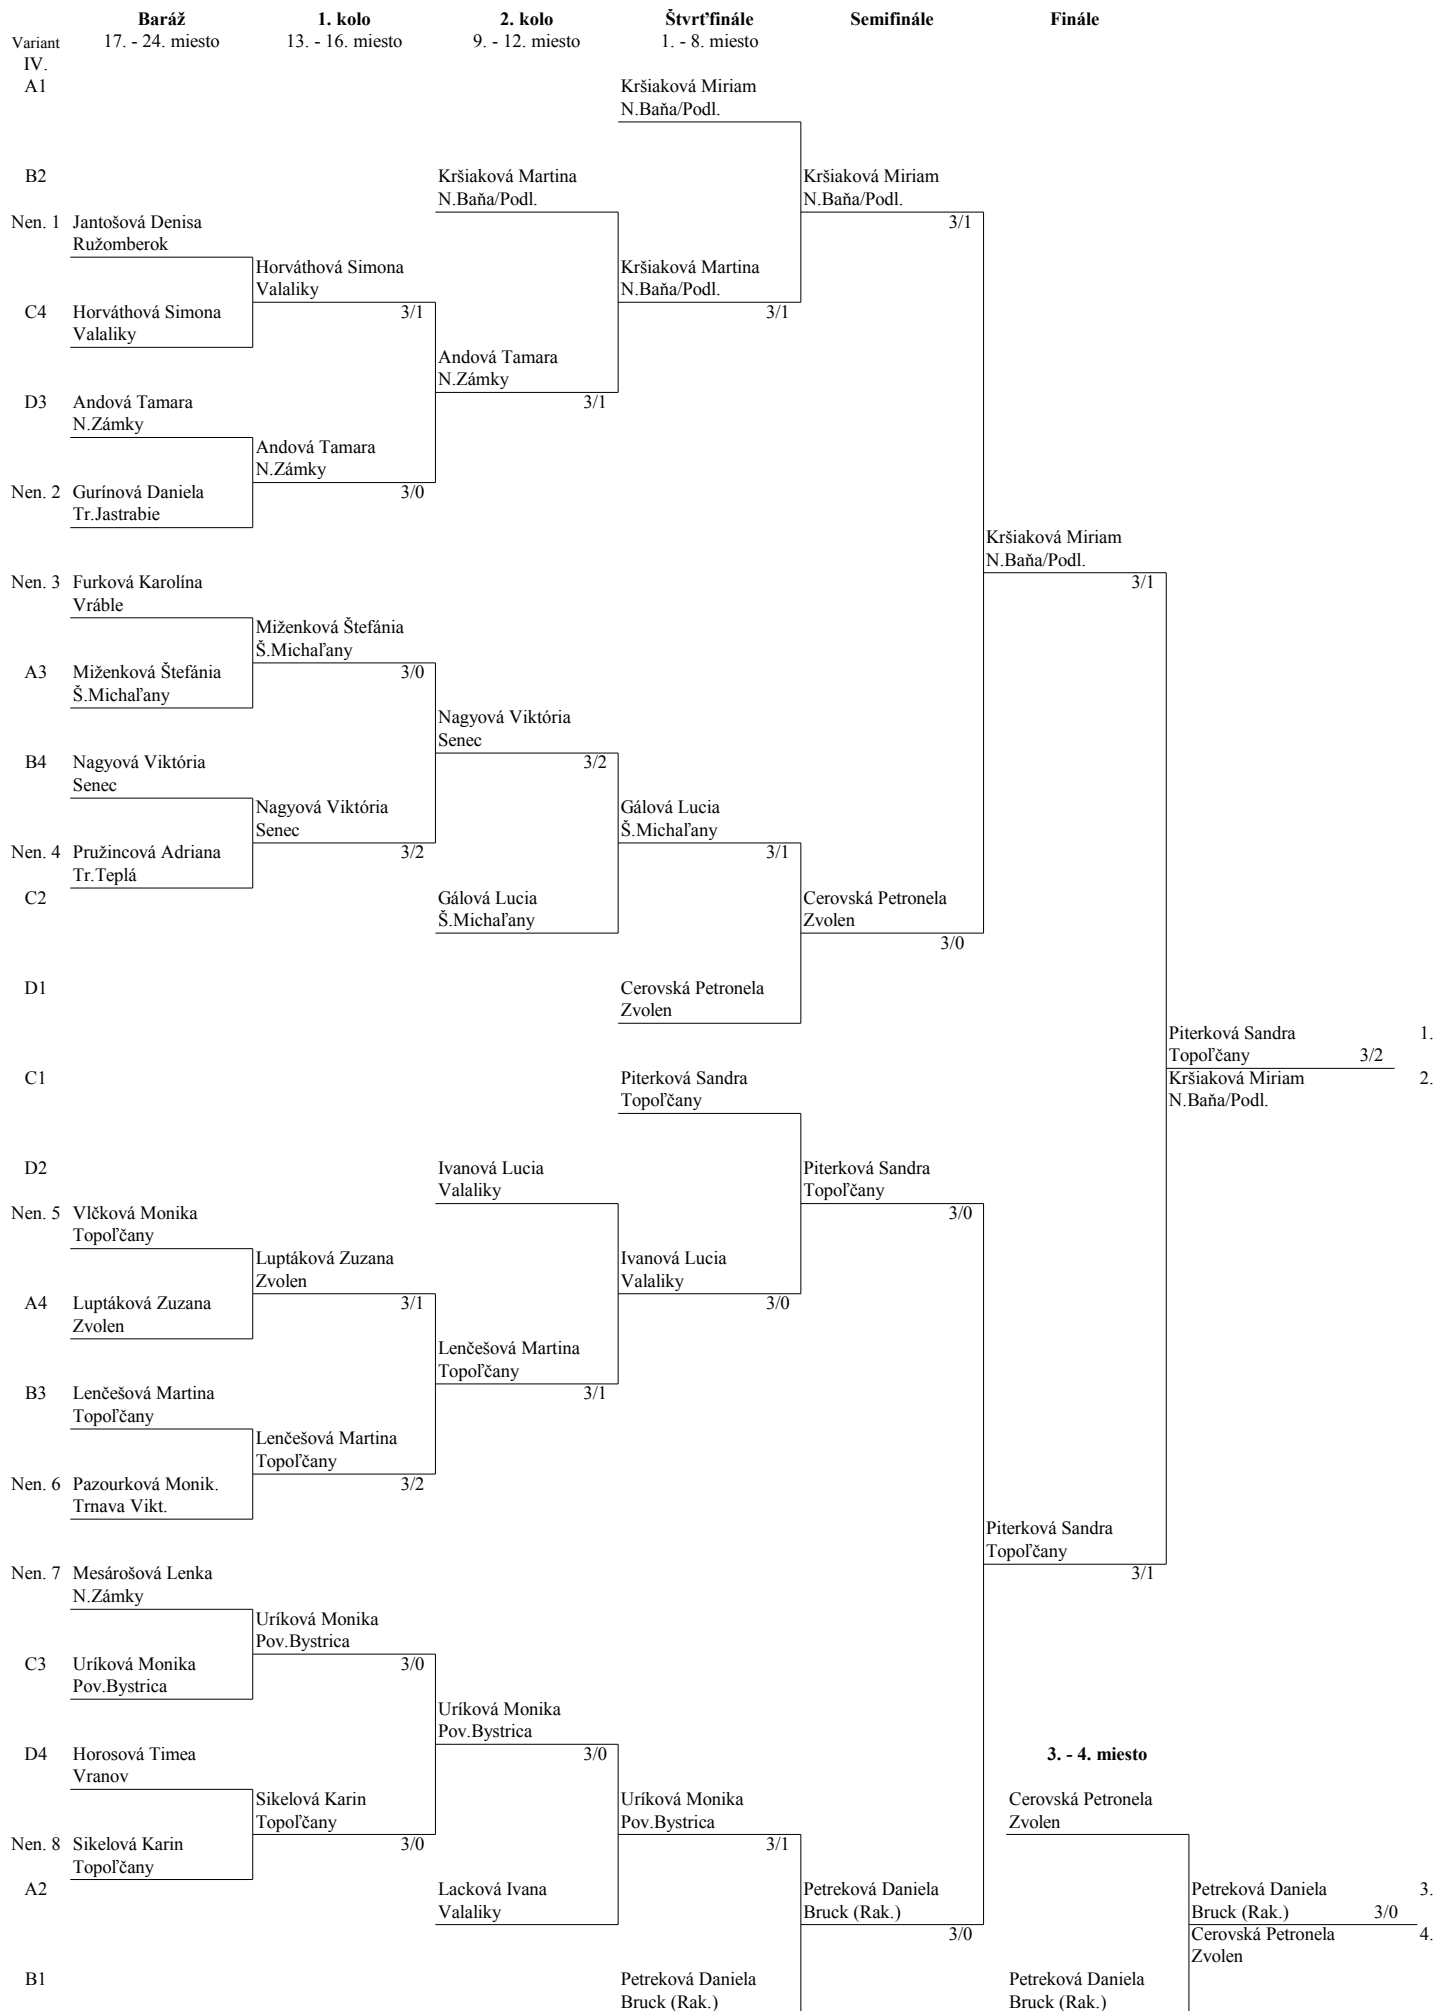 Baráž 1. kolo 2. kolo Štvrťfinále Semifinále Finále
Variant 17. - 24. miesto 13. - 16. miesto 9. - 12. miesto 1. - 8. miesto
IV.
A1 Kršiaková Miriam
N.Baňa/Podl.
B2 Kršiaková Martina Kršiaková Miriam
N.Baňa/Podl. N.Baňa/Podl.
Nen. 1 Jantošová Denisa 3/1
Ružomberok
Horváthová Simona Kršiaková Martina
Valaliky N.Baňa/Podl.
C4 Horváthová Simona 3/1 3/1
Valaliky
Andová Tamara
N.Zámky
D3 Andová Tamara 3/1
N.Zámky
Andová Tamara
N.Zámky
Nen. 2 Gurínová Daniela 3/0
Tr.Jastrabie
Kršiaková Miriam
N.Baňa/Podl.
Nen. 3 Furková Karolína 3/1
Vráble
Miženková Štefánia
Š.Michaľany
A3 Miženková Štefánia 3/0
Š.Michaľany
Nagyová Viktória
Senec
B4 Nagyová Viktória 3/2
Senec
Nagyová Viktória Gálová Lucia
Senec Š.Michaľany
Nen. 4 Pružincová Adriana 3/2 3/1
Tr.Teplá
C2 Gálová Lucia Cerovská Petronela
Š.Michaľany Zvolen
3/0
D1 Cerovská Petronela
Zvolen
Piterková Sandra 1.
Topoľčany 3/2
C1 Piterková Sandra Kršiaková Miriam 2.
Topoľčany N.Baňa/Podl.
D2 Ivanová Lucia Piterková Sandra
Valaliky Topoľčany
Nen. 5 Vlčková Monika 3/0
Topoľčany
Luptáková Zuzana Ivanová Lucia
Zvolen Valaliky
A4 Luptáková Zuzana 3/1 3/0
Zvolen
Lenčešová Martina
Topoľčany
B3 Lenčešová Martina 3/1
Topoľčany
Lenčešová Martina
Topoľčany
Nen. 6 Pazourková Monik. 3/2
Trnava Vikt.
Piterková Sandra
Topoľčany
Nen. 7 Mesárošová Lenka 3/1
N.Zámky
Uríková Monika
Pov.Bystrica
C3 Uríková Monika 3/0
Pov.Bystrica
Uríková Monika
Pov.Bystrica
D4 Horosová Timea 3/0 3. - 4. miesto
Vranov
Sikelová Karin Uríková Monika Cerovská Petronela
Topoľčany Pov.Bystrica Zvolen
Nen. 8 Sikelová Karin 3/0 3/1
Topoľčany
A2 Lacková Ivana Petreková Daniela Petreková Daniela 3.
Valaliky Bruck (Rak.) Bruck (Rak.) 3/0
3/0 Cerovská Petronela 4.
Zvolen
B1 Petreková Daniela Petreková Daniela
Bruck (Rak.) Bruck (Rak.)